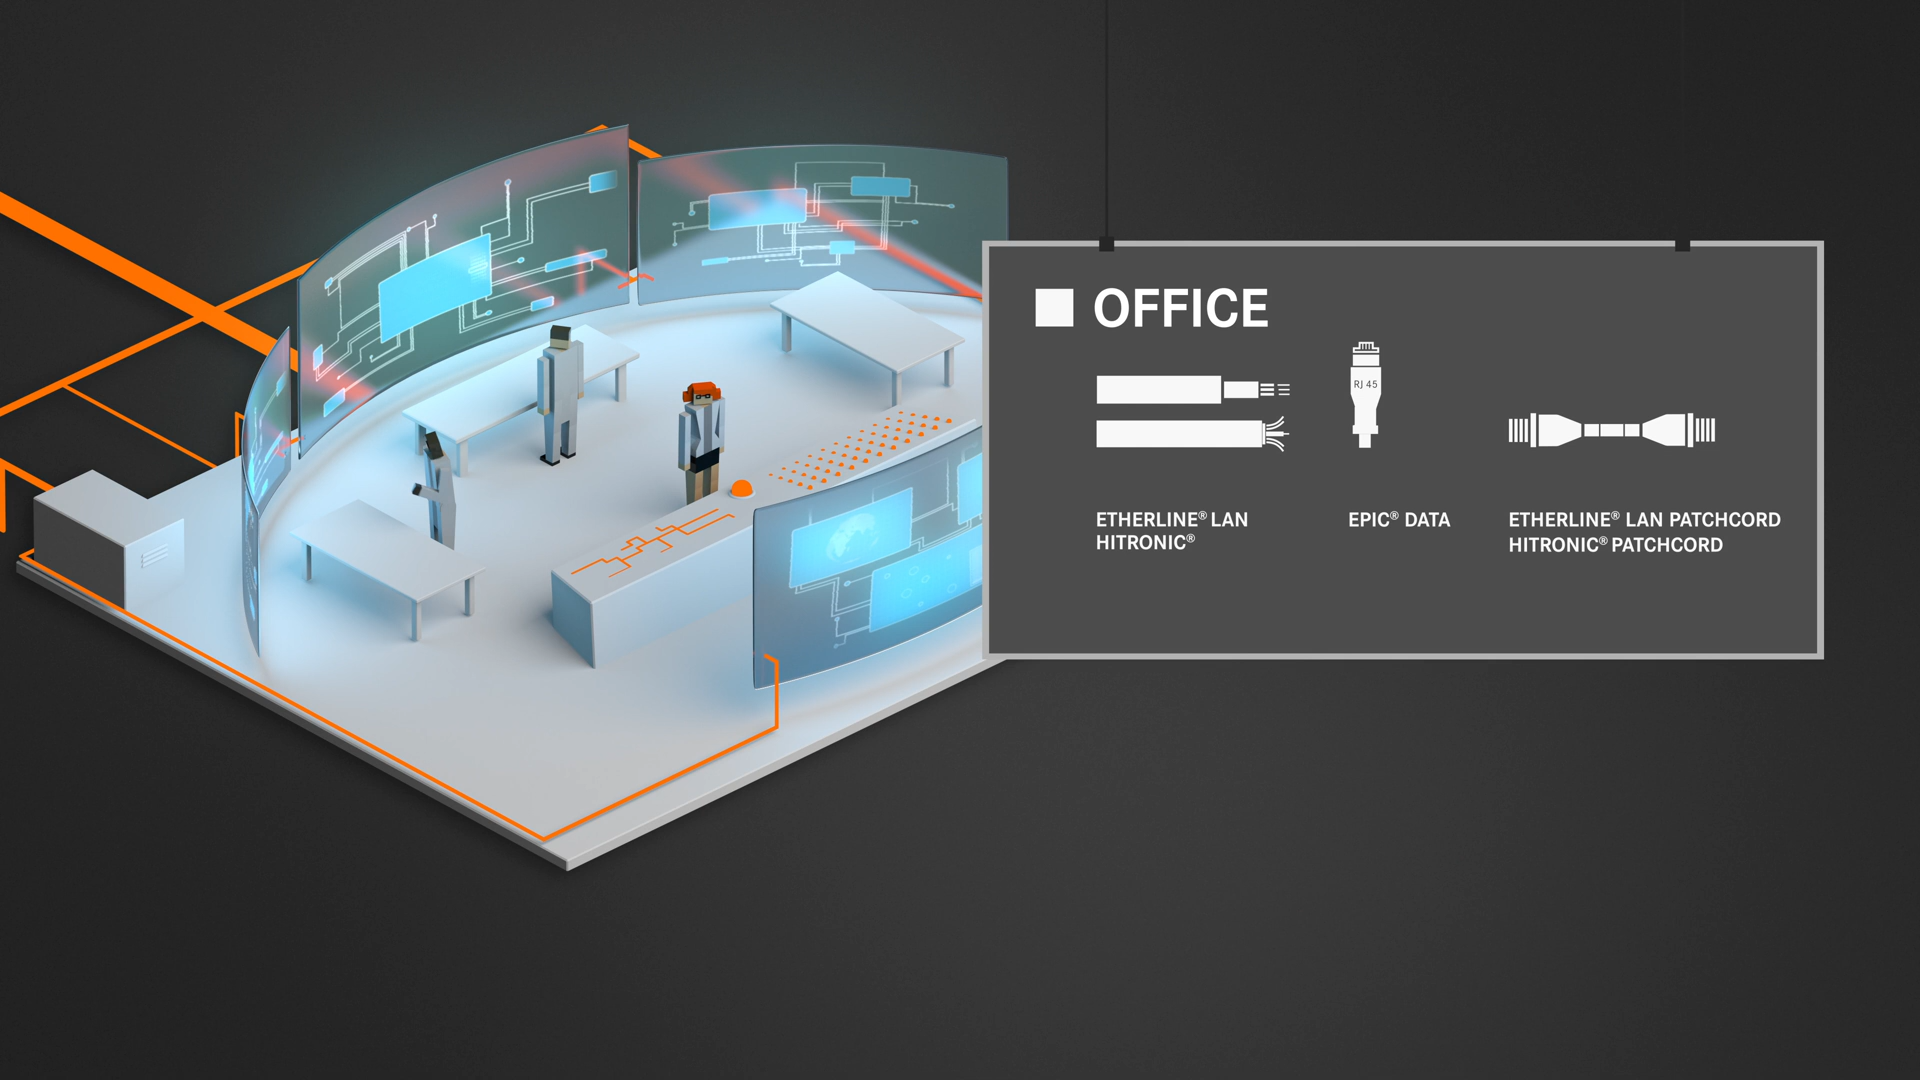 OFFICE
RJ 45
ETHERLINE® LAN
HITRONIC®
EPIC® DATA
ETHERLINE® LAN PATCHCORD
HITRONIC® PATCHCORD